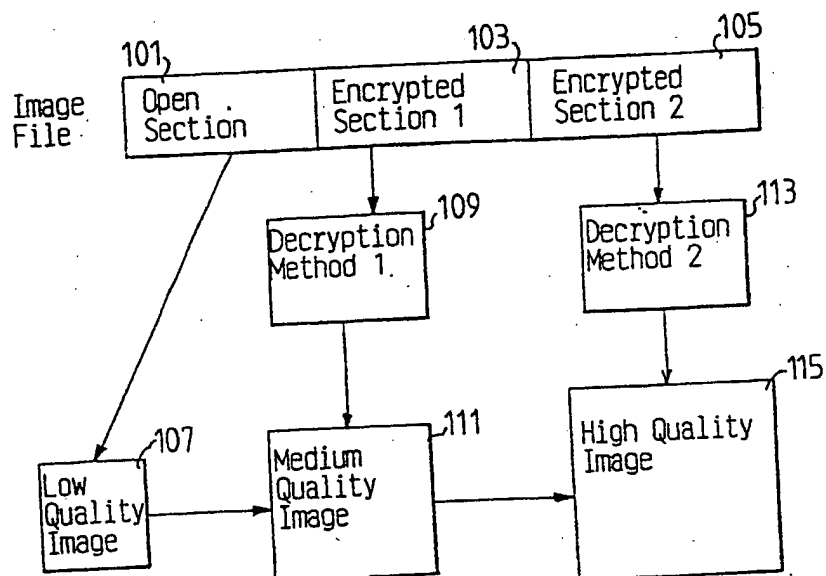 101
103
105
Image
File
Open
Section
Encrypted
Section 1
Encrypted
Section 2
109
113
Decryption
Method 1.
Decryption
Method 2
107
111
115
Low
Quality
Image
Medium
Quality
Image
High Quality
Image